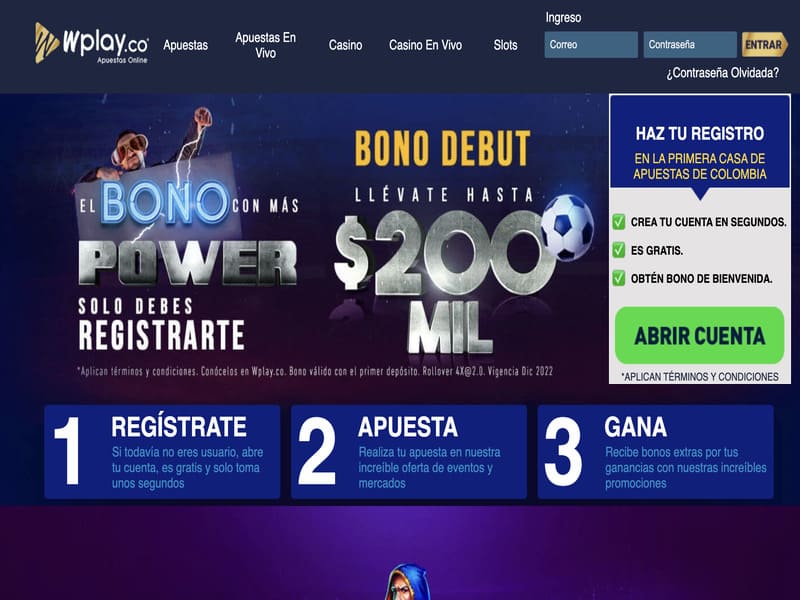 Wplay.co
Apuestas Online
Apuestas
Apuestas En
Vivo
Casino
Casino En Vivo
Slots
Ingreso
Correo
Contraseña
ENTRAR
¿Contraseña Olvidada?
EL BONO CON MÁS
POWER
SOLO DEBES
REGISTRARTE
BONO DEBUT
LLÉVATE HASTA
$200
MIL
*Aplican términos y condiciones. Conócelos en Wplay.co. Bono válido con el primer depósito. Rollover 4X@2.0. Vigencia Dic 2022
HAZ TU REGISTRO
EN LA PRIMERA CASA DE
APUESTAS DE COLOMBIA
CREA TU CUENTA EN SEGUNDOS.
ES GRATIS.
OBTÉN BONO DE BIENVENIDA.
ABRIR CUENTA
*APLICAN TÉRMINOS Y CONDICIONES
1
REGÍSTRATE
Si todavía no eres usuario, abre
tu cuenta, es gratis y solo toma
unos segundos
2
APUESTA
Realiza tu apuesta en nuestra
increíble oferta de eventos y
mercados
3
GANA
Recibe bonos extras por tus
ganancias con nuestras increíbles
promociones